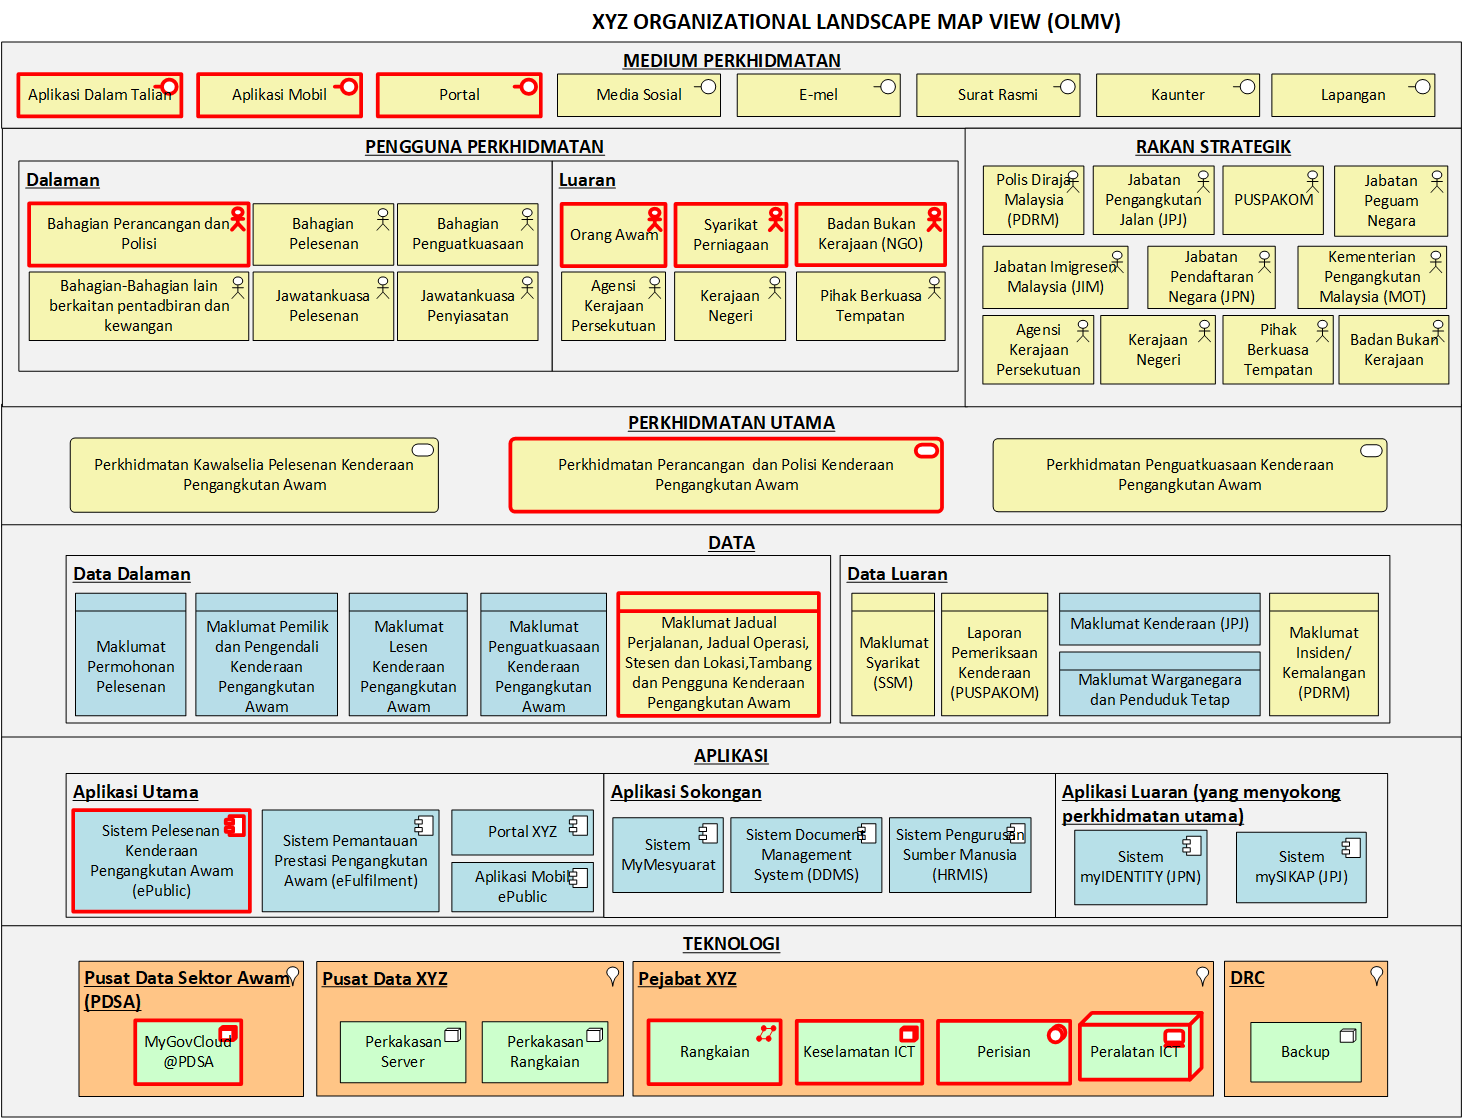 XYZ ORGANIZATIONAL LANDSCAPE MAP VIEW (OLMV)
MEDIUM PERKHIDMATAN
Aplikasi Dalam Talian
Aplikasi Mobil
Portal
Media Sosial
E-mel
Surat Rasmi
Kaunter
Lapangan
PENGGUNA PERKHIDMATAN
Dalaman
Bahagian Perancangan dan
Polisi
Bahagian
Pelesenan
Bahagian
Penguatkuasaan
Bahagian-Bahagian lain
berkaitan pentadbiran dan
kewangan
Jawatankuasa
Pelesenan
Jawatankuasa
Penyiasatan
Luaran
Orang Awam
Syarikat
Perniagaan
Badan Bukan
Kerajaan (NGO)
Agensi
Kerajaan
Persekutuan
Kerajaan
Negeri
Pihak Berkuasa
Tempatan
RAKAN STRATEGIK
Polis Diraja
Malaysia
(PDRM)
Jabatan
Pengangkutan
Jalan (JPJ)
PUSPAKOM
Jabatan
Peguam
Negara
Jabatan Imigresen
Malaysia (JIM)
Jabatan
Pendaftaran
Negara (JPN)
Kementerian
Pengangkutan
Malaysia (MOT)
Agensi
Kerajaan
Persekutuan
Kerajaan
Negeri
Pihak
Berkuasa
Tempatan
Badan Bukan
Kerajaan
PERKHIDMATAN UTAMA
Perkhidmatan Kawalselia Pelesenan Kenderaan
Pengangkutan Awam
Perkhidmatan Perancangan  dan Polisi Kenderaan
Pengangkutan Awam
Perkhidmatan Penguatkuasaan Kenderaan
Pengangkutan Awam
DATA
Data Dalaman
Maklumat
Permohonan
Pelesenan
Maklumat Pemilik
dan Pengendali
Kenderaan
Pengangkutan
Awam
Maklumat
Lesen
Kenderaan
Pengangkutan
Awam
Maklumat
Penguatkuasaan
Kenderaan
Pengangkutan
Awam
Maklumat Jadual
Perjalanan, Jadual Operasi,
Stesen dan Lokasi,Tambang
dan Pengguna Kenderaan
Pengangkutan Awam
Data Luaran
Maklumat
Syarikat
(SSM)
Laporan
Pemeriksaan
Kenderaan
(PUSPAKOM)
Maklumat Kenderaan (JPJ)
Maklumat Warganegara
dan Penduduk Tetap
Maklumat
Insiden/
Kemalangan
(PDRM)
APLIKASI
Aplikasi Utama
Sistem Pelesenan
Kenderaan
Pengangkutan Awam
(ePublic)
Sistem Pemantauan
Prestasi Pengangkutan
Awam (eFulfilment)
Portal XYZ
Aplikasi Mobil
ePublic
Aplikasi Sokongan
Sistem
MyMesyuarat
Sistem Document
Management
System (DDMS)
Sistem Pengurusan
Sumber Manusia
(HRMIS)
Aplikasi Luaran (yang menyokong
perkhidmatan utama)
Sistem
myIDENTITY (JPN)
Sistem
mySIKAP (JPJ)
TEKNOLOGI
Pusat Data Sektor Awam
(PDSA)
MyGovCloud
@PDSA
Pusat Data XYZ
Perkakasan
Server
Perkakasan
Rangkaian
Pejabat XYZ
Rangkaian
Keselamatan ICT
Perisian
Peralatan ICT
DRC
Backup